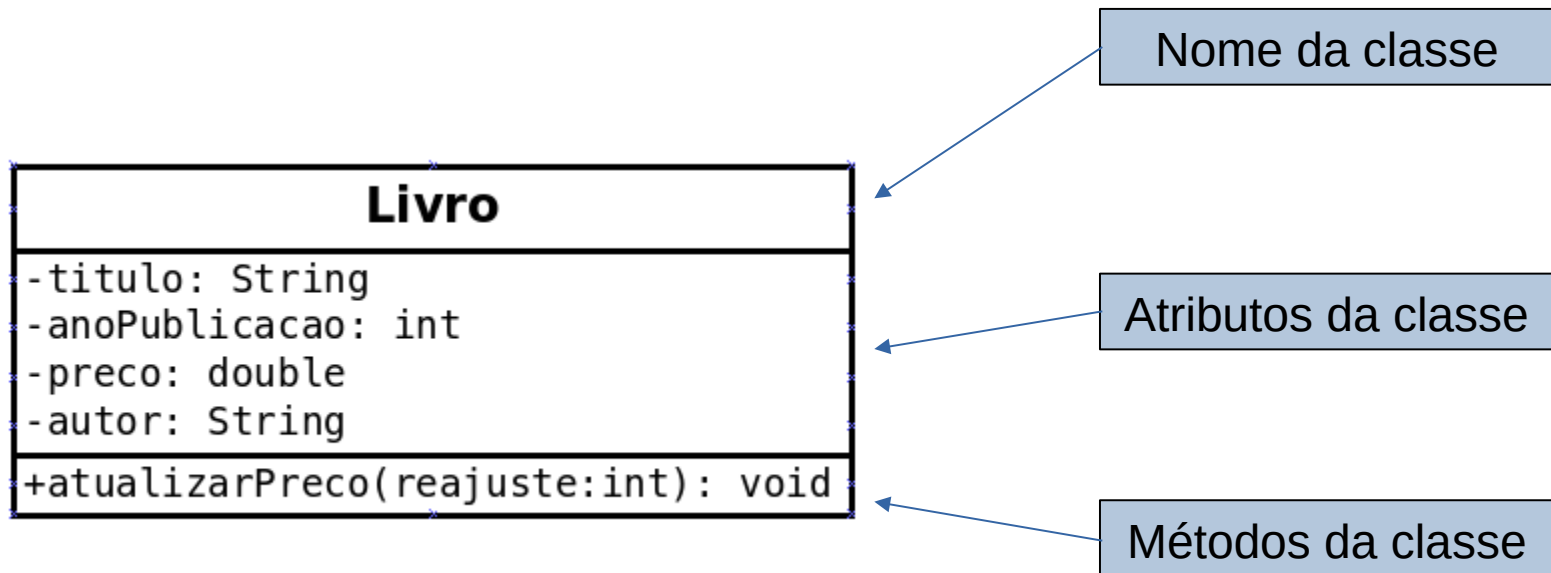 Nome da classe
Livro
-titulo: String
-anoPublicacao: int
-preco: double
-autor: String
+atualizarPreco(reajuste:int): void
Atributos da classe
Métodos da classe